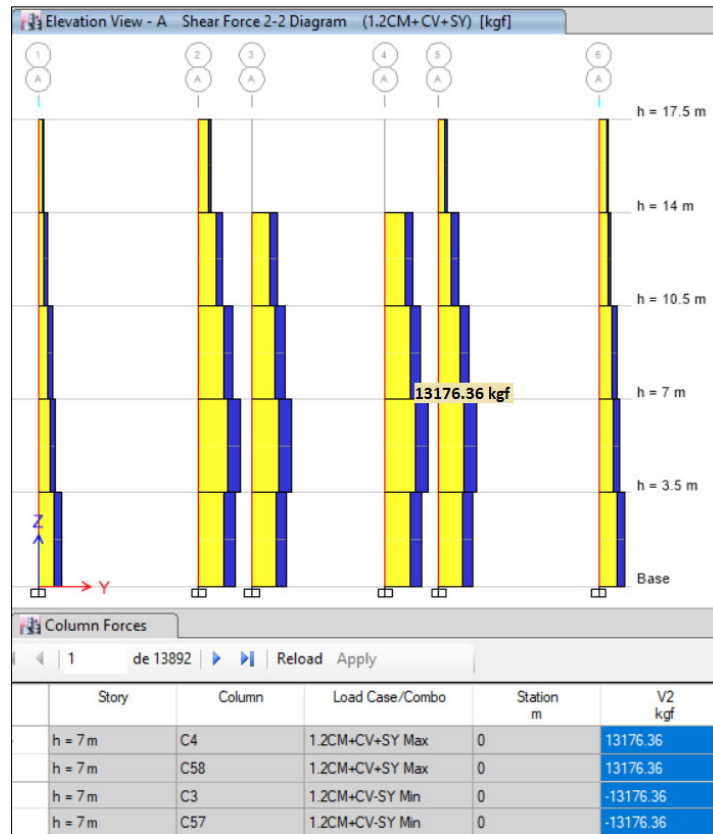 Elevation View - A Shear Force 2-2 Diagram (1.2CM+CV+SY) [kgf]
1 2 3 4 5 6
A A A A A A
h = 17.5 m
h = 14 m
h = 10.5 m
13176.36 kgf
h = 7 m
h = 3.5 m
Z
Base
Y
Column Forces
1 de 13892 Reload Apply
Story Column Load Case/Combo Station V2
m kgf
h = 7 m C4 1.2CM+CV+SY Max 0 13176.36
h = 7 m C58 1.2CM+CV+SY Max 0 13176.36
h = 7 m C3 1.2CM+CV-SY Min 0 -13176.36
h = 7 m C57 1.2CM+CV-SY Min 0 -13176.36